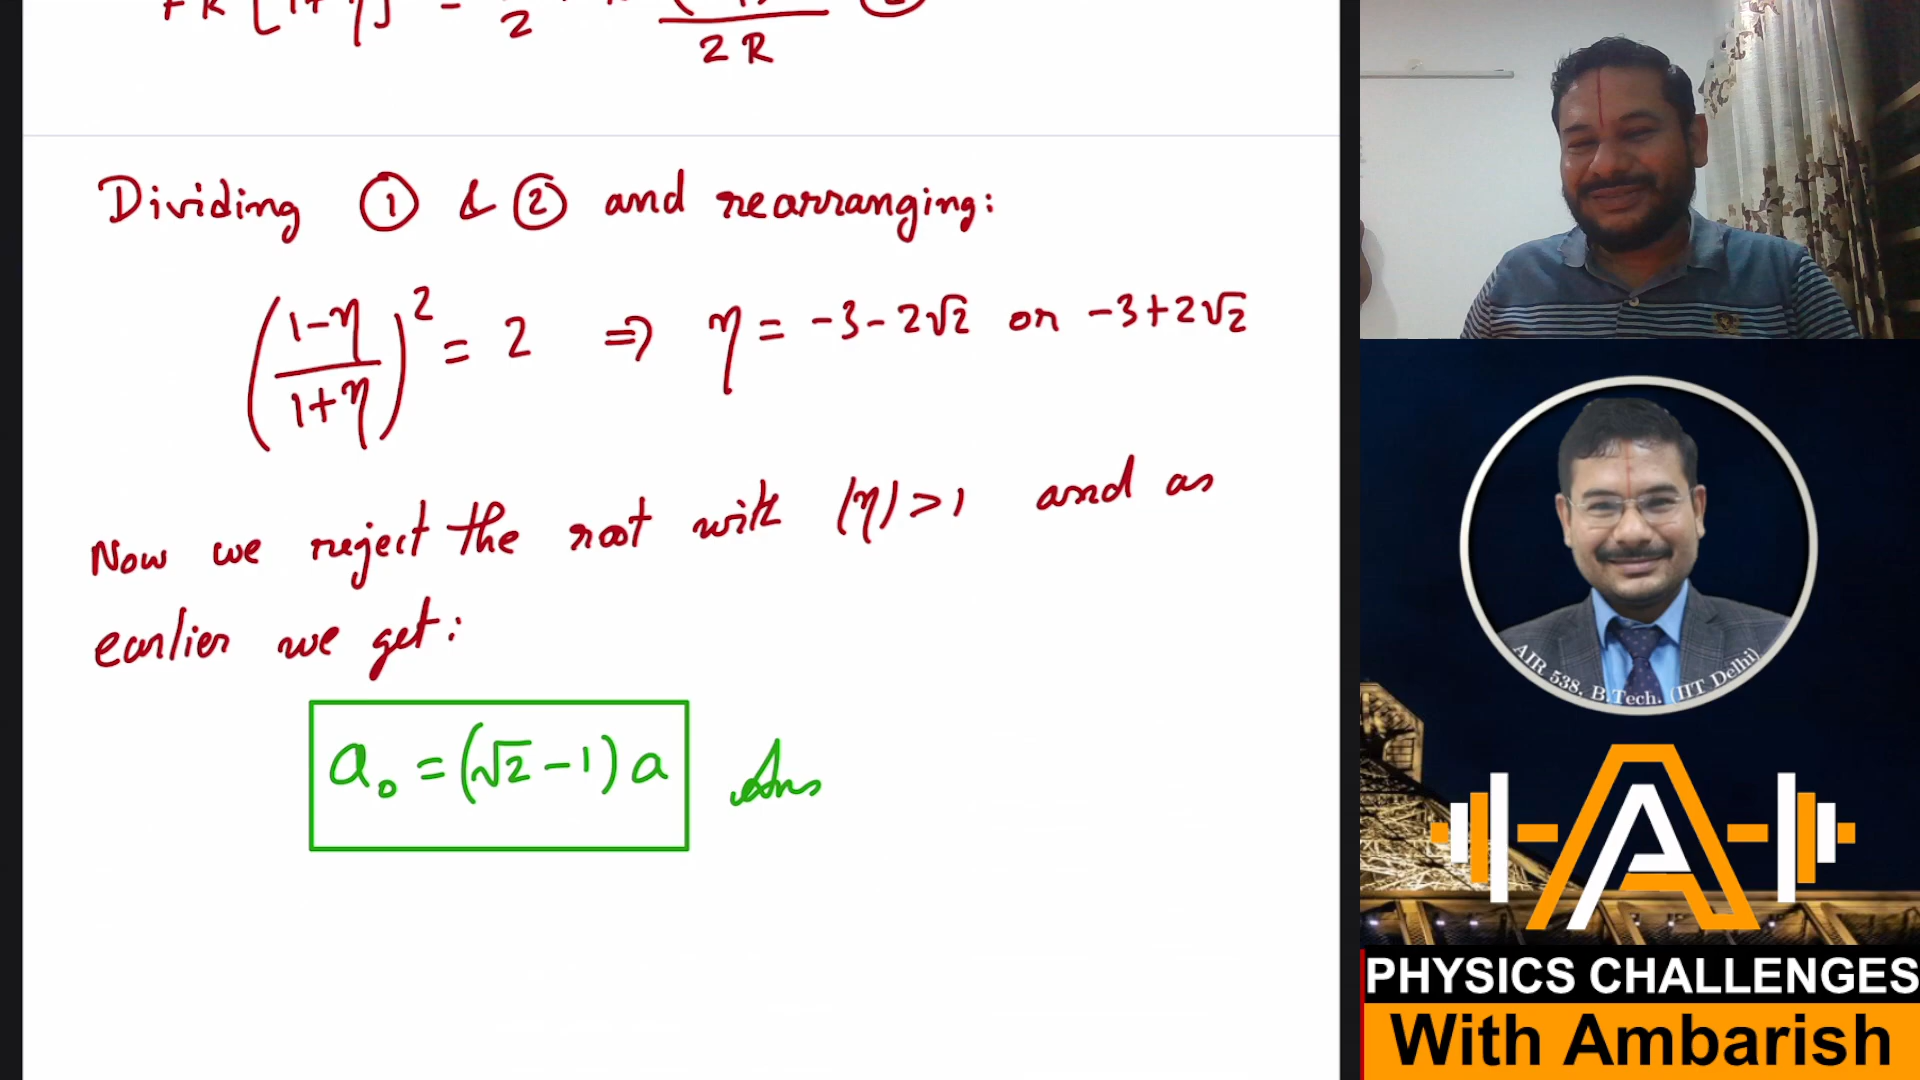 2
2 R
Dividing ① & ② and rearranging:
((1-η)/(1+η))² = 2 ⇒ η = -3-2√2 or -3+2√2
Now we reject the root with |η|>1 and as
earlier we get:
a₀ = (√2-1) a Ans
AIR 538, B.Tech. (IIT Delhi)
A
PHYSICS CHALLENGES
With Ambarish